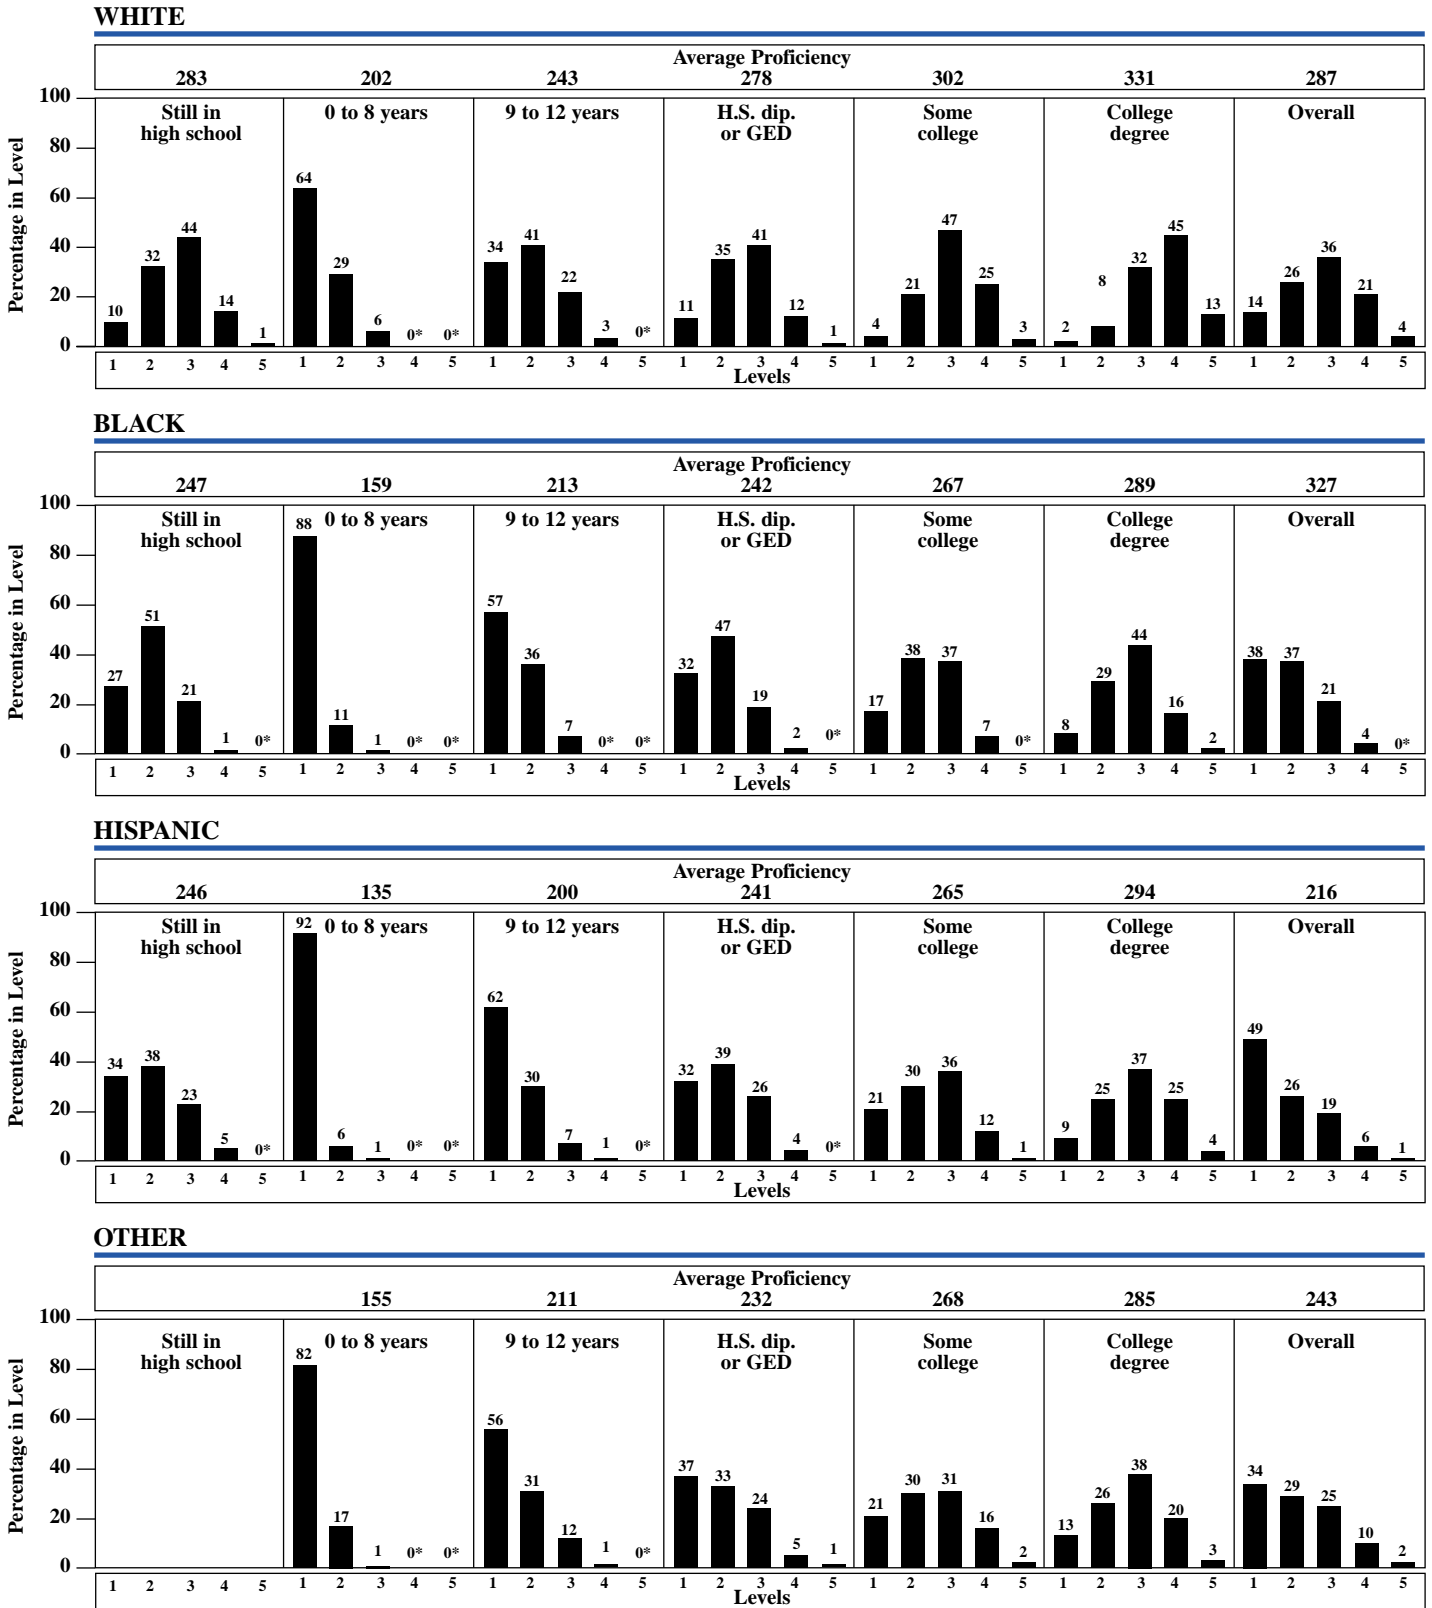 WHITE
Average Proficiency
283 202 243 278 302 331 287
Percentage in Level
100
80
60
40
20
0
Still in high school
0 to 8 years
9 to 12 years
H.S. dip. or GED
Some college
College degree
Overall
10 32 44 14 1
64 29 6 0* 0*
34 41 22 3 0*
11 35 41 12 1
4 21 47 25 3
2 8 32 45 13
14 26 36 21 4
1 2 3 4 5 1 2 3 4 5 1 2 3 4 5 1 2 3 4 5 1 2 3 4 5 1 2 3 4 5 1 2 3 4 5
Levels
BLACK
Average Proficiency
247 159 213 242 267 289 327
Percentage in Level
100
80
60
40
20
0
Still in high school
0 to 8 years
9 to 12 years
H.S. dip. or GED
Some college
College degree
Overall
27 51 21 1 0*
88 11 1 0* 0*
57 36 7 0* 0*
32 47 19 2 0*
17 38 37 7 0*
8 29 44 16 2
38 37 21 4 0*
1 2 3 4 5 1 2 3 4 5 1 2 3 4 5 1 2 3 4 5 1 2 3 4 5 1 2 3 4 5 1 2 3 4 5
Levels
HISPANIC
Average Proficiency
246 135 200 241 265 294 216
Percentage in Level
100
80
60
40
20
0
Still in high school
0 to 8 years
9 to 12 years
H.S. dip. or GED
Some college
College degree
Overall
34 38 23 5 0*
92 6 1 0* 0*
62 30 7 1 0*
32 39 26 4 0*
21 30 36 12 1
9 25 37 25 4
49 26 19 6 1
1 2 3 4 5 1 2 3 4 5 1 2 3 4 5 1 2 3 4 5 1 2 3 4 5 1 2 3 4 5 1 2 3 4 5
Levels
OTHER
Average Proficiency
155 211 232 268 285 243
Percentage in Level
100
80
60
40
20
0
Still in high school
0 to 8 years
9 to 12 years
H.S. dip. or GED
Some college
College degree
Overall
82 17 1 0* 0*
56 31 12 1 0*
37 33 24 5 1
21 30 31 16 2
13 26 38 20 3
34 29 25 10 2
1 2 3 4 5 1 2 3 4 5 1 2 3 4 5 1 2 3 4 5 1 2 3 4 5 1 2 3 4 5 1 2 3 4 5
Levels